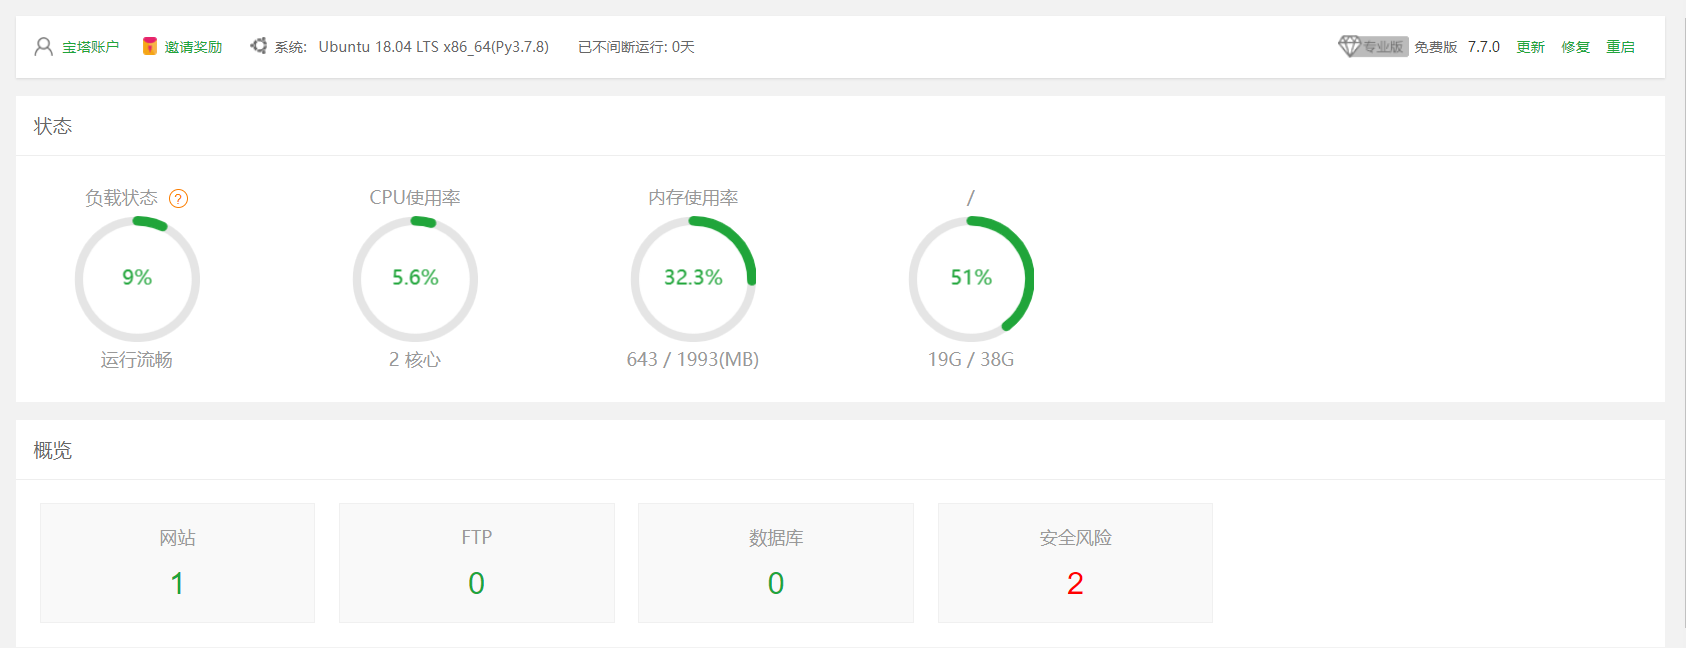 宝塔账户 邀请奖励 系统: Ubuntu 18.04 LTS x86_64(Py3.7.8) 已不间断运行: 0天 专业版 免费版 7.7.0 更新 修复 重启
状态
负载状态 ? CPU使用率 内存使用率 /
9% 5.6% 32.3% 51%
运行流畅 2 核心 643 / 1993(MB) 19G / 38G
概览
网站 FTP 数据库 安全风险
1 0 0 2